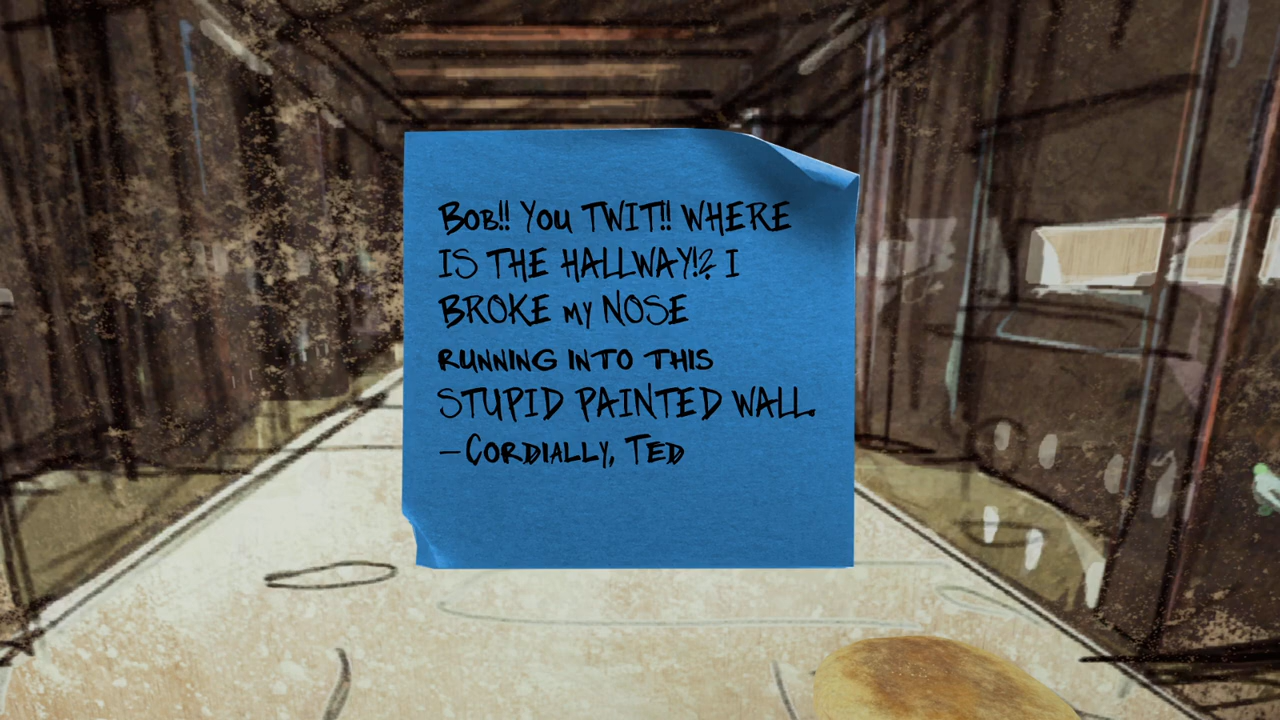 Bob!! You TWIT!! WHERE
IS THE HALLWAY!? I
BROKE my NOSE
RUNNING INTO THIS
STUPID PAINTED WALL.
—CORDIALLY, TED